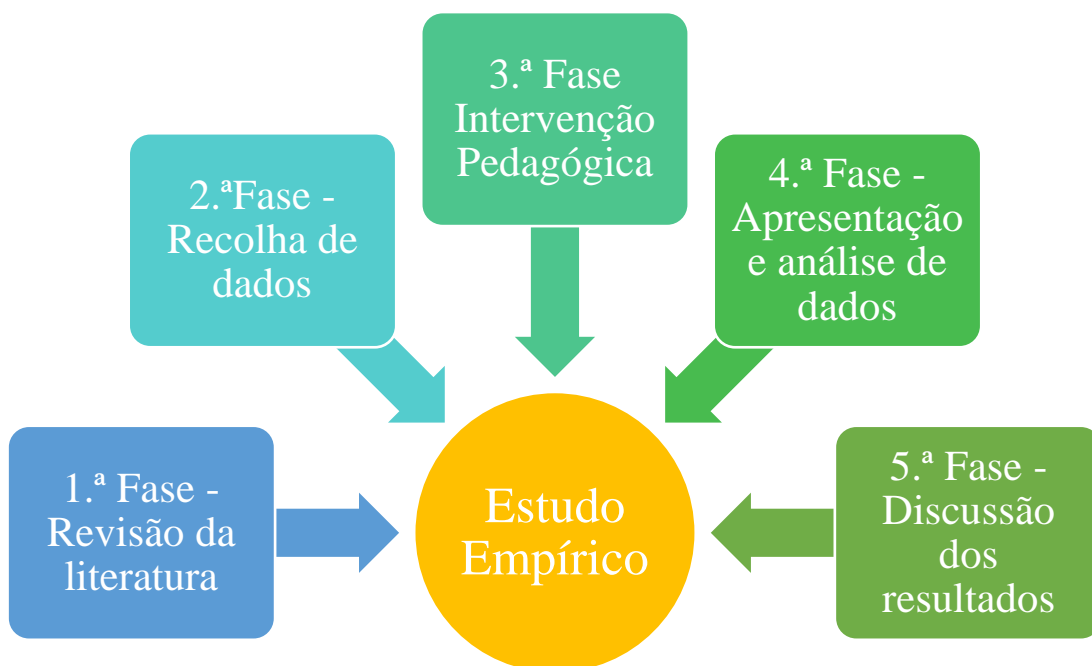 1.ª Fase -
Revisão da
literatura
2.ªFase -
Recolha de
dados
3.ª Fase
Intervenção
Pedagógica
4.ª Fase -
Apresentação
e análise de
dados
5.ª Fase -
Discussão
dos
resultados
Estudo
Empírico